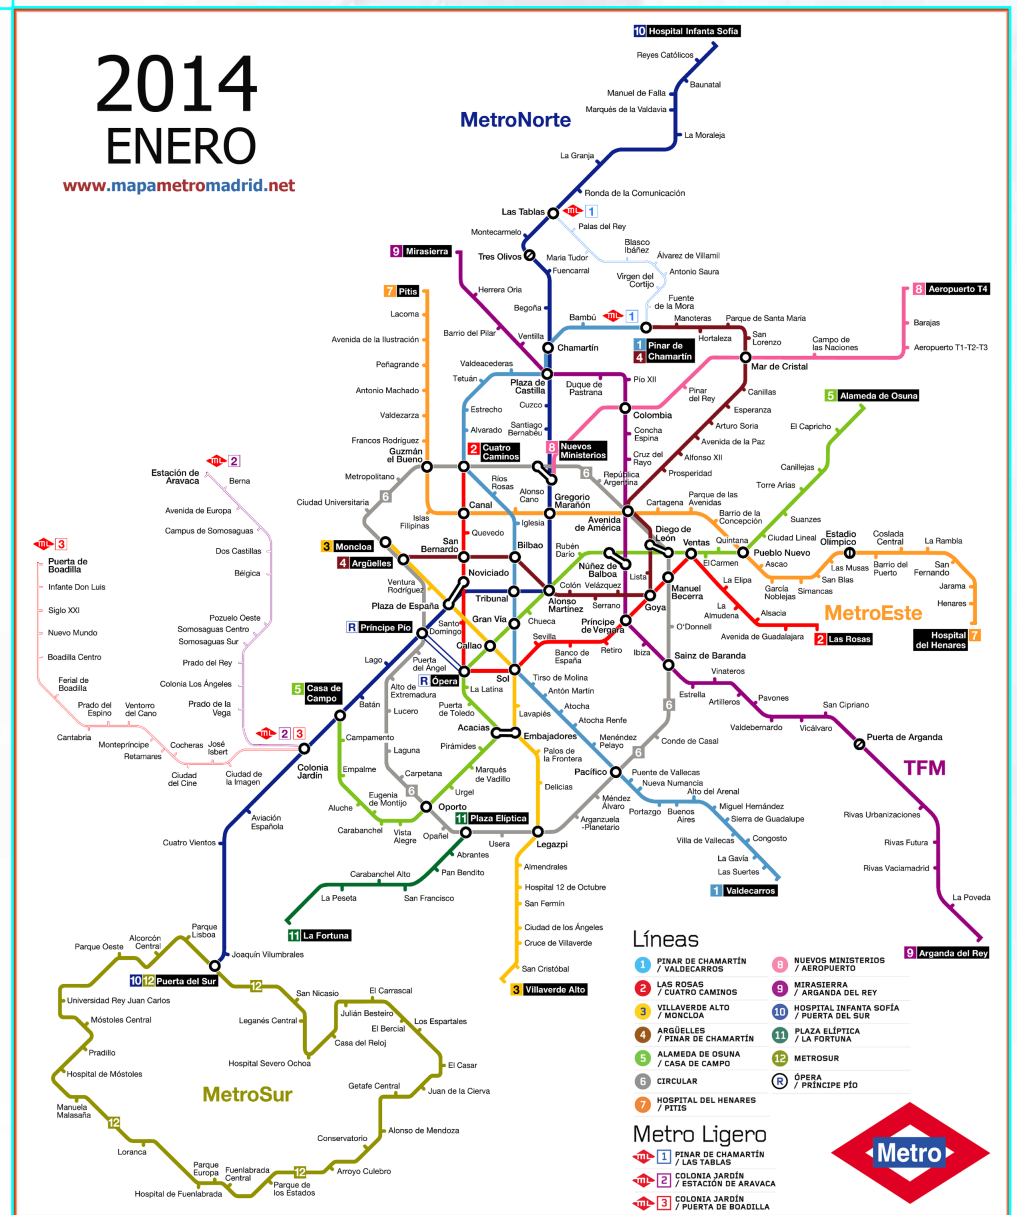 2014
ENERO
www.mapametromadrid.net
10 Hospital Infanta Sofía
Reyes Católicos
Baunatal
Manuel de Falla
Marqués de la Valdavia
MetroNorte
La Moraleja
La Granja
Ronda de la Comunicación
Las Tablas
mL 1
Palas del Rey
Montecarmelo
Tres Olivos
Maria Tudor
Blasco
Ibáñez
Álvarez de Villamil
Antonio Saura
Virgen del
Cortijo
Fuente
de la Mora
Fuencarral
9 Mirasierra
Herrera Oria
Barrio del Pilar
Ventilla
Begoña
Bambú
mL 1
Chamartín
1 Pinar de
4 Chamartín
Manoteras
Hortaleza
Parque de Santa María
San
Lorenzo
Mar de Cristal
Campo de
las Naciones
8 Aeropuerto T4
Barajas
Aeropuerto T1-T2-T3
7 Pitis
Lacoma
Avenida de la Ilustración
Peñagrande
Antonio Machado
Valdezarza
Francos Rodriguez
Guzmán
el Bueno
Valdeacederas
Tetuán
Estrecho
Alvarado
Plaza de
Castilla
Cuzco
Santiago
Bernabéu
Duque de
Pastrana
Pío XII
Colombia
Pinar
del Rey
Concha
Espina
Cruz del
Rayo
Canillas
Esperanza
Arturo Soria
Avenida de la Paz
Alfonso XII
Prosperidad
5 Alameda de Osuna
El Capricho
Canillejas
Torre Arias
Suanzes
Ciudad Lineal
2 Cuatro
Caminos
8 Nuevos
Ministerios
6
República
Argentina
Metropolitano
6
Ciudad Universitaria
Islas
Filipinas
Canal
Rios
Rosas
Alonso
Cano
Gregorio
Marañón
Avenida
de América
Cartagena
Parque de las
Avenidas
Barrio de la
Concepción
Quevedo
Iglesia
Diego de
León
Ventas
El Carmen
Quintana
Pueblo Nuevo
Ascao
García
Noblejas
Simancas
San Blas
Las Musas
Estadio
Olímpico
Coslada
Central
Barrio del
Puerto
La Rambla
San
Fernando
Jarama
Henares
Hospital
del Henares 7
MetroEste
3 Moncloa
4 Argüelles
San
Bernardo
Bilbao
Rubén
Darío
Núñez de
Balboa
Lista
Manuel
Becerra
La Elipa
La
Almudena
Alsacia
Avenida de Guadalajara
2 Las Rosas
Ventura
Rodríguez
Noviciado
Plaza de España
Tribunal
Alonso
Martínez
Colón
Velázquez
Serrano
Goya
O'Donnell
R Príncipe Pío
Santo
Domingo
Gran Vía
Chueca
Callao
Sevilla
Banco de
España
Retiro
Príncipe
de Vergara
Ibiza
Sainz de Baranda
Puerta
del Ángel
R Ópera
Sol
Lago
Batán
Alto de
Extremadura
Lucero
Laguna
Carpetana
6
La Latina
Puerta
de Toledo
Acacias
Embajadores
Pirámides
Marqués
de Vadillo
Urgel
Tirso de Molina
Antón Martín
Atocha
Atocha Renfe
Lavapiés
Menéndez
Pelayo
Palos de
la Frontera
Delicias
Pacífico
6
6
Conde de Casal
Vinateros
Estrella
Artilleros
Pavones
Valdebernardo
Vicálvaro
San Cipriano
Puerta de Arganda
TFM
Rivas Urbanizaciones
Rivas Futura
Rivas Vaciamadrid
La Poveda
9 Arganda del Rey
mL 2
Estación de
Aravaca
Berna
Avenida de Europa
Campus de Somosaguas
Dos Castillas
Bélgica
Pozuelo Oeste
Somosaguas Centro
Somosaguas Sur
Prado del Rey
Colonia Los Ángeles
Prado de la
Vega
mL 2 3
Colonia
Jardín
mL 3
Puerta de
Boadilla
Infante Don Luis
Siglo XXI
Nuevo Mundo
Boadilla Centro
Ferial de
Boadilla
Cantabria
Prado del
Espino
Montepríncipe
Ventorro
del Cano
Retamares
Cocheras
Ciudad
del Cine
José
Isbert
Ciudad de
la Imagen
5 Casa de
Campo
Campamento
Empalme
Aluche
Eugenia
de Montijo
Carabanchel
Vista
Alegre
Oporto
Opañel
11 Plaza Elíptica
Usera
Legazpi
Arganzuela
-Planetario
Méndez
Álvaro
Puente de Vallecas
Nueva Numancia
Portazgo
Buenos
Aires
Alto del Arenal
Miguel Hernández
Sierra de Guadalupe
Villa de Vallecas
Congosto
La Gavía
Las Suertes
1 Valdecarros
Aviación
Española
Cuatro Vientos
Abrantes
Pan Bendito
San Francisco
Carabanchel Alto
La Peseta
11 La Fortuna
Almendrales
Hospital 12 de Octubre
San Fermín
Ciudad de los Ángeles
Cruce de Villaverde
San Cristóbal
3 Villaverde Alto
Joaquín Vilumbrales
10 12 Puerta del Sur
Parque
Lisboa
Alcorcón
Central
Parque Oeste
Universidad Rey Juan Carlos
Móstoles Central
Pradillo
Hospital de Móstoles
Manuela
Malasaña
12
Loranca
Hospital de Fuenlabrada
Parque
Europa
Fuenlabrada
Central
Parque de
los Estados
12
Arroyo Culebro
Conservatorio
Alonso de Mendoza
Getafe Central
Juan de la Cierva
El Casar
Los Espartales
El Bercial
El Carrascal
Julián Besteiro
Casa del Reloj
Hospital Severo Ochoa
Leganés Central
San Nicasio
12
MetroSur
Líneas
1 PINAR DE CHAMARTÍN
/ VALDECARROS
2 LAS ROSAS
/ CUATRO CAMINOS
3 VILLAVERDE ALTO
/ MONCLOA
4 ARGÜELLES
/ PINAR DE CHAMARTÍN
5 ALAMEDA DE OSUNA
/ CASA DE CAMPO
6 CIRCULAR
7 HOSPITAL DEL HENARES
/ PITIS
8 NUEVOS MINISTERIOS
/ AEROPUERTO
9 MIRASIERRA
/ ARGANDA DEL REY
10 HOSPITAL INFANTA SOFÍA
/ PUERTA DEL SUR
11 PLAZA ELÍPTICA
/ LA FORTUNA
12 METROSUR
R ÓPERA
/ PRÍNCIPE PÍO
Metro Ligero
mL 1 PINAR DE CHAMARTÍN
/ LAS TABLAS
mL 2 COLONIA JARDÍN
/ ESTACIÓN DE ARAVACA
mL 3 COLONIA JARDÍN
/ PUERTA DE BOADILLA
Metro